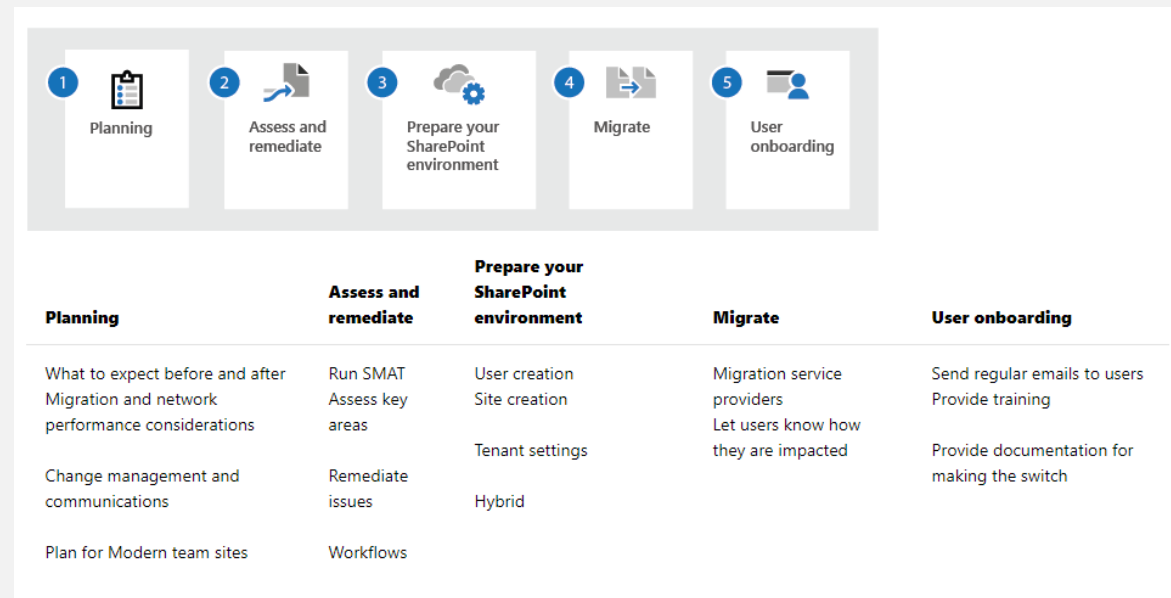 1
Planning
2
Assess and
remediate
3
Prepare your
SharePoint
environment
4
Migrate
5
User
onboarding
Planning
Assess and
remediate
Prepare your
SharePoint
environment
Migrate
User onboarding
What to expect before and after
Migration and network
performance considerations
Change management and
communications
Plan for Modern team sites
Run SMAT
Assess key
areas
Remediate
issues
Workflows
User creation
Site creation
Tenant settings
Hybrid
Migration service
providers
Let users know how
they are impacted
Send regular emails to users
Provide training
Provide documentation for
making the switch